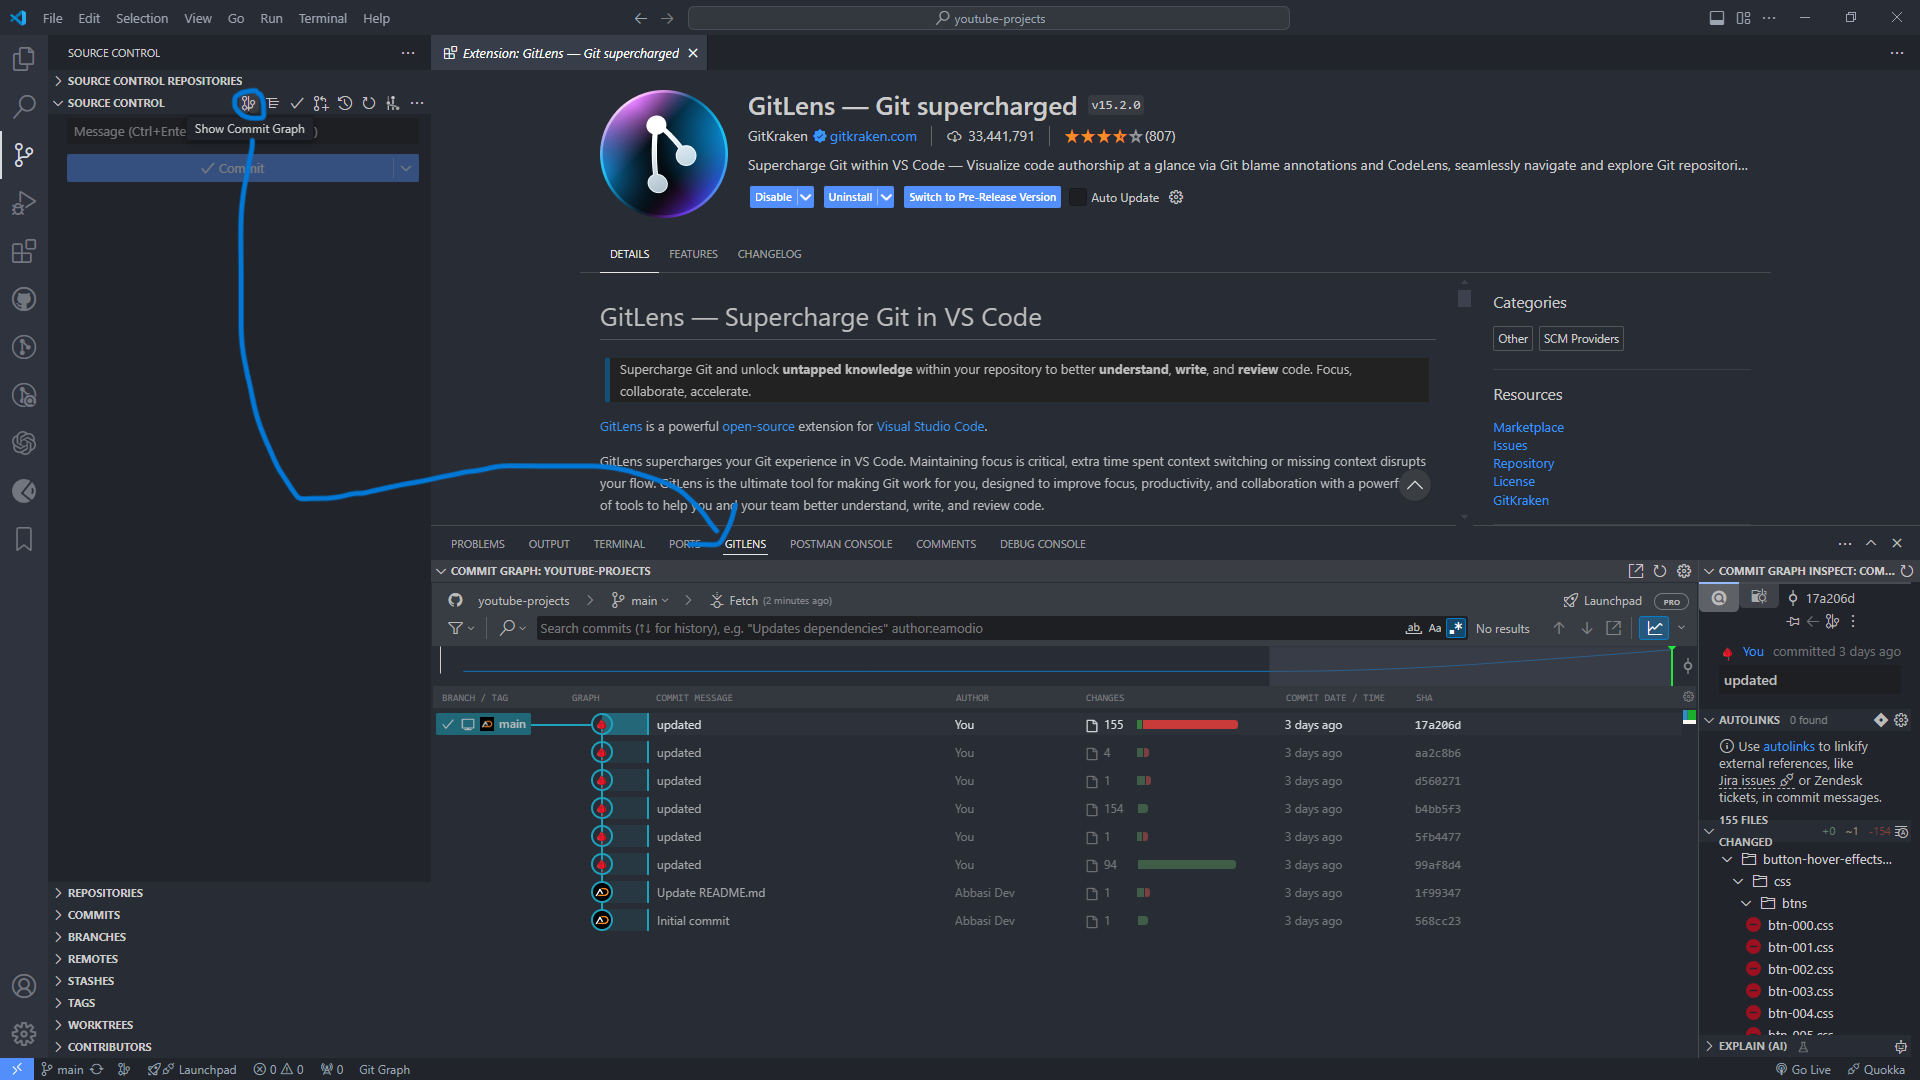 File Edit Selection View Go Run Terminal Help
youtube-projects
SOURCE CONTROL
SOURCE CONTROL REPOSITORIES
SOURCE CONTROL
Show Commit Graph
Message (Ctrl+Ente )
Commit
REPOSITORIES
COMMITS
BRANCHES
REMOTES
STASHES
TAGS
WORKTREES
CONTRIBUTORS
Extension: GitLens — Git supercharged
GitLens — Git supercharged v15.2.0
GitKraken gitkraken.com 33,441,791 (807)
Supercharge Git within VS Code — Visualize code authorship at a glance via Git blame annotations and CodeLens, seamlessly navigate and explore Git repositori...
Disable Uninstall Switch to Pre-Release Version Auto Update
DETAILS FEATURES CHANGELOG
GitLens — Supercharge Git in VS Code
Supercharge Git and unlock untapped knowledge within your repository to better understand, write, and review code. Focus,
collaborate, accelerate.
GitLens is a powerful open-source extension for Visual Studio Code.
GitLens supercharges your Git experience in VS Code. Maintaining focus is critical, extra time spent context switching or missing context disrupts
your flow. GitLens is the ultimate tool for making Git work for you, designed to improve focus, productivity, and collaboration with a powerf
of tools to help you and your team better understand, write, and review code.
Categories
Other SCM Providers
Resources
Marketplace
Issues
Repository
License
GitKraken
PROBLEMS OUTPUT TERMINAL PORTS GITLENS POSTMAN CONSOLE COMMENTS DEBUG CONSOLE
COMMIT GRAPH: YOUTUBE-PROJECTS
youtube-projects main Fetch (2 minutes ago) Launchpad PRO
Search commits (↑↓ for history), e.g. "Updates dependencies" author:eamodio ab Aa .* No results
BRANCH / TAG GRAPH COMMIT MESSAGE AUTHOR CHANGES COMMIT DATE / TIME SHA
main updated You 155 3 days ago 17a206d
updated You 4 3 days ago aa2c8b6
updated You 1 3 days ago d560271
updated You 154 3 days ago b4bb5f3
updated You 1 3 days ago 5fb4477
updated You 94 3 days ago 99af8d4
Update README.md Abbasi Dev 1 3 days ago 1f99347
Initial commit Abbasi Dev 1 3 days ago 568cc23
COMMIT GRAPH INSPECT: COM...
17a206d
You committed 3 days ago
updated
AUTOLINKS 0 found
Use autolinks to linkify
external references, like
Jira issues or Zendesk
tickets, in commit messages.
155 FILES
CHANGED +0 ~1 -154
button-hover-effects...
css
btns
btn-000.css
btn-001.css
btn-002.css
btn-003.css
btn-004.css
btn-005.css
EXPLAIN (AI)
main Launchpad 0 0 0 Git Graph Go Live Quokka